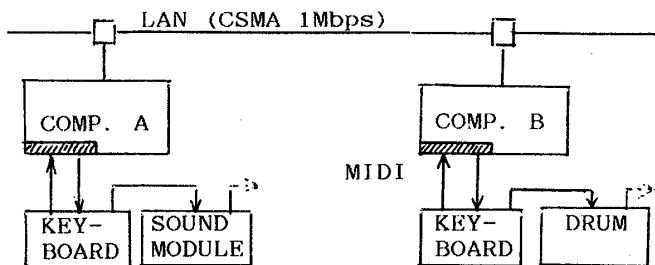 LAN (CSMA 1Mbps)
COMP. A
COMP. B
MIDI
KEY-
BOARD
SOUND
MODULE
KEY-
BOARD
DRUM